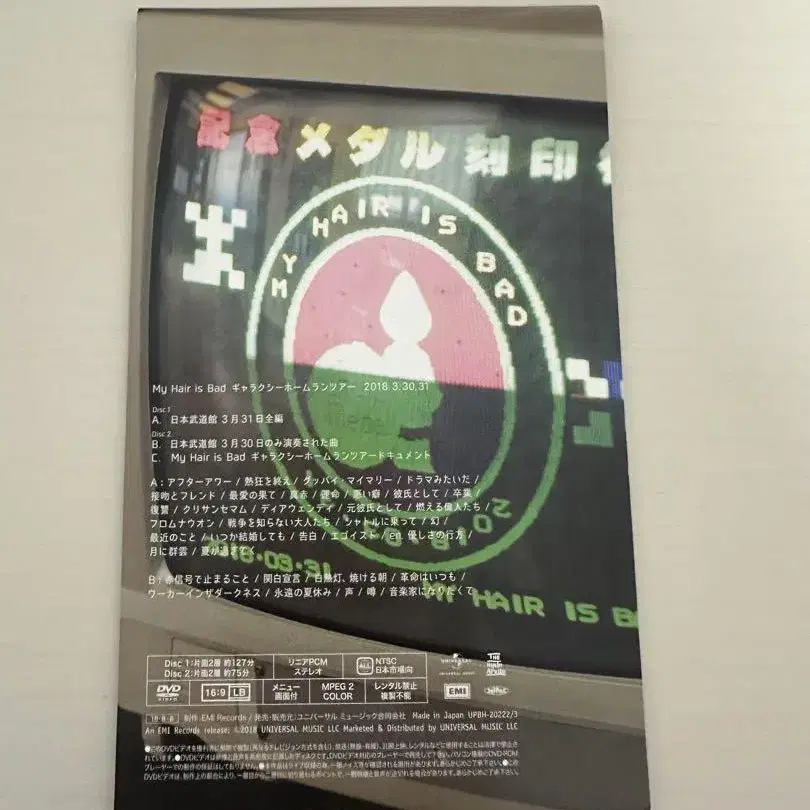 記念メダル刻印
MY HAIR IS BAD
My Hair is Bad ギャラクシーホームランツアー 2018.3.30,31
Disc 1
A. 日本武道館 3月31日全編
Disc 2
B. 日本武道館 3月30日のみ演奏された曲
C. My Hair is Bad ギャラクシーホームランツアードキュメント
A:アフターアワー / 熱狂を終え / グッバイ・マイマリー / ドラマみたいだ /
接吻とフレンド / 最愛の果て / 真赤 / 運命 / 悪い癖 / 彼氏として / 卒業 /
復讐 / クリサンセマム / ディアウェンディ / 元彼氏として / 燃える偉人たち /
フロムナウオン / 戦争を知らない大人たち / シャトルに乗って / 幻 /
最近のこと / いつか結婚しても / 告白 / エゴイスト / en. 優しさの行方 /
月に群雲 / 夏が過ぎてく
B:赤信号で止まること / 関白宣言 / 白熱灯、焼ける朝 / 革命はいつも /
ワーカーインザダークネス / 永遠の夏休み / 声 / 噂 / 音楽家になりたくて
18·03·31
MY HAIR IS B
Disc 1:片面2層 約127分
Disc 2:片面2層 約75分
リニアPCM
ステレオ
ALL
NTSC
日本市場向
UNIVERSAL
DVD
VIDEO
16:9 LB
メニュー
画面付
MPEG 2
COLOR
レンタル禁止
複製不能
EMI
制作:EMI Records / 発売・販売元:ユニバーサル ミュージック合同会社 Made in Japan UPBH-20222/3
An EMI Records release; ©2018 UNIVERSAL MUSIC LLC Marketed & Distributed by UNIVERSAL MUSIC LLC